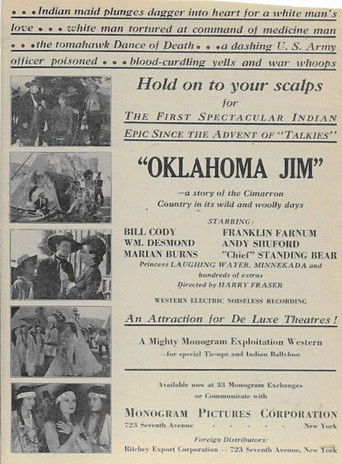 . . . Indian maid plunges dagger into heart for a white man's
love . . . white man tortured at command of medicine man
. . . the tomahawk Dance of Death . . . a dashing U. S. Army
officer poisoned . . . blood-curdling yells and war whoops
Hold on to your scalps
for
THE FIRST SPECTACULAR INDIAN
EPIC SINCE THE ADVENT OF "TALKIES"
"OKLAHOMA JIM"
—a story of the Cimarron
Country in its wild and woolly days
STARRING:
BILL CODY FRANKLIN FARNUM
WM. DESMOND ANDY SHUFORD
MARIAN BURNS "Chief" STANDING BEAR
Princess LAUGHING WATER, MINNEKADA and
hundreds of extras
Directed by HARRY FRASER
WESTERN ELECTRIC NOISELESS RECORDING
An Attraction for De Luxe Theatres!
A Mighty Monogram Exploitation Western
—for special Tie-ups and Indian Ballyhoo
Available now at 33 Monogram Exchanges
or Communicate with
MONOGRAM PICTURES CORPORATION
723 Seventh Avenue - - - - - New York
Foreign Distributors:
Ritchey Export Corporation — 723 Seventh Avenue, New York